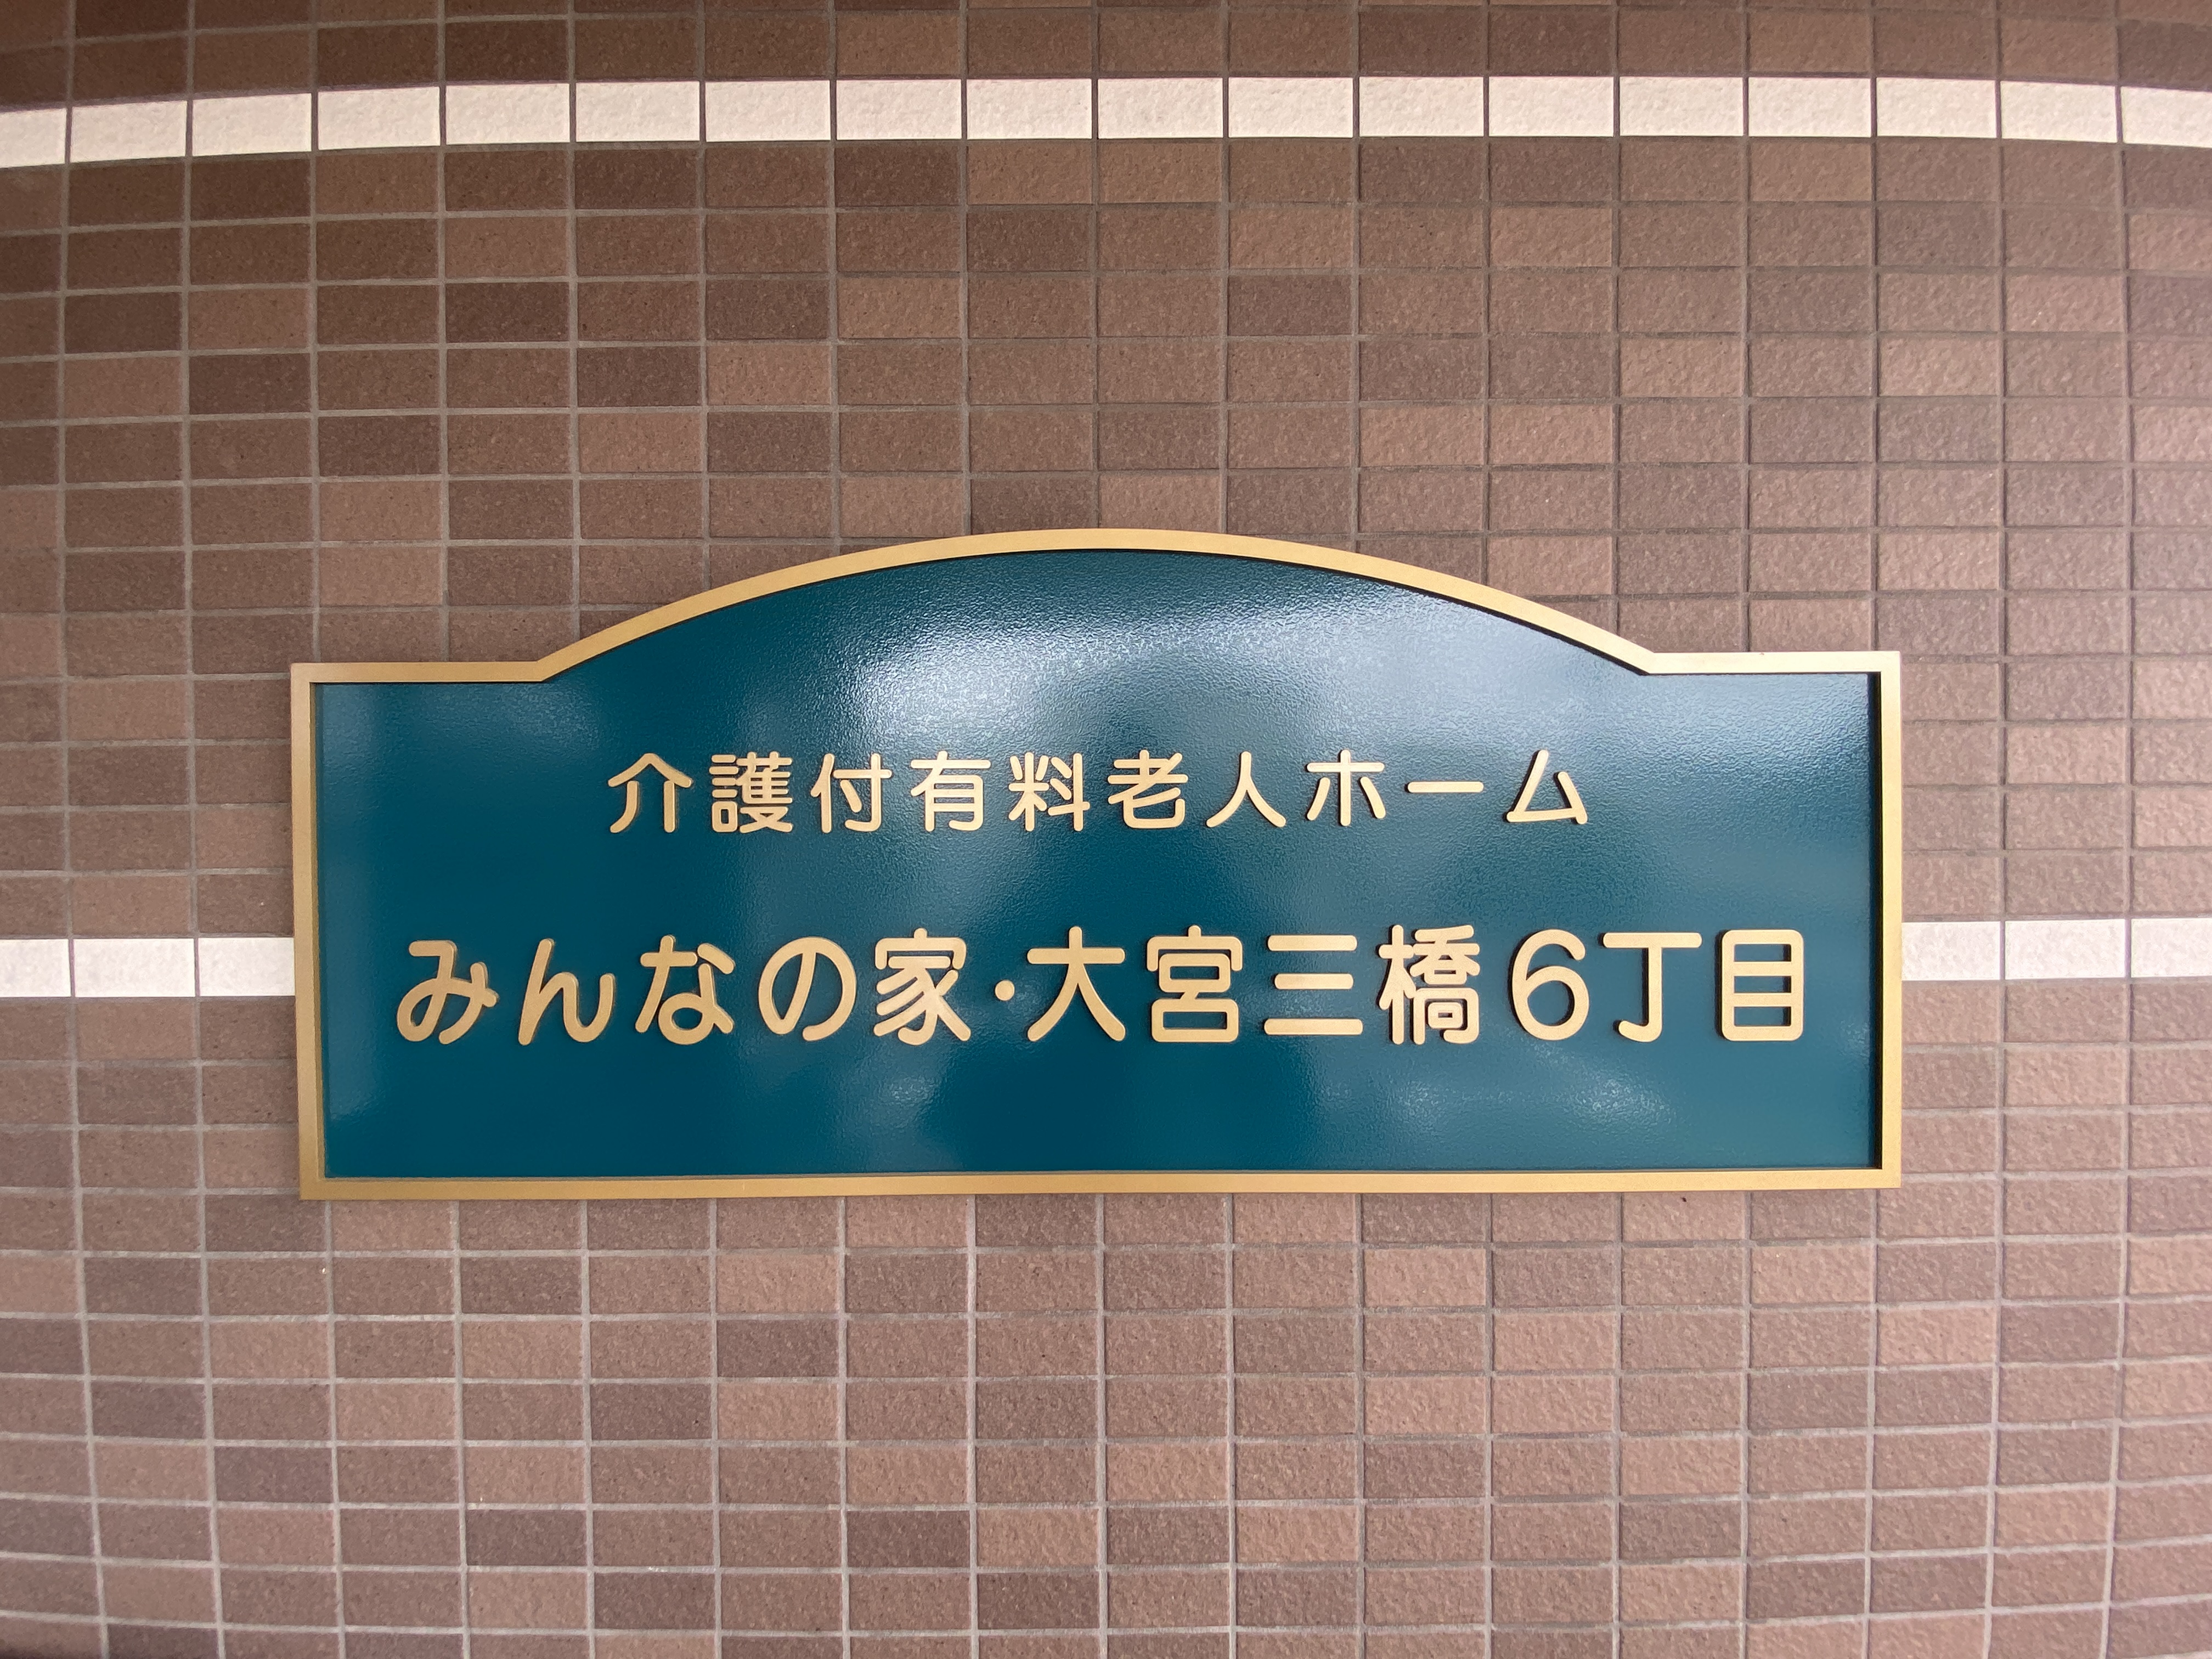 介護付有料老人ホーム
みんなの家・大宮三橋6丁目